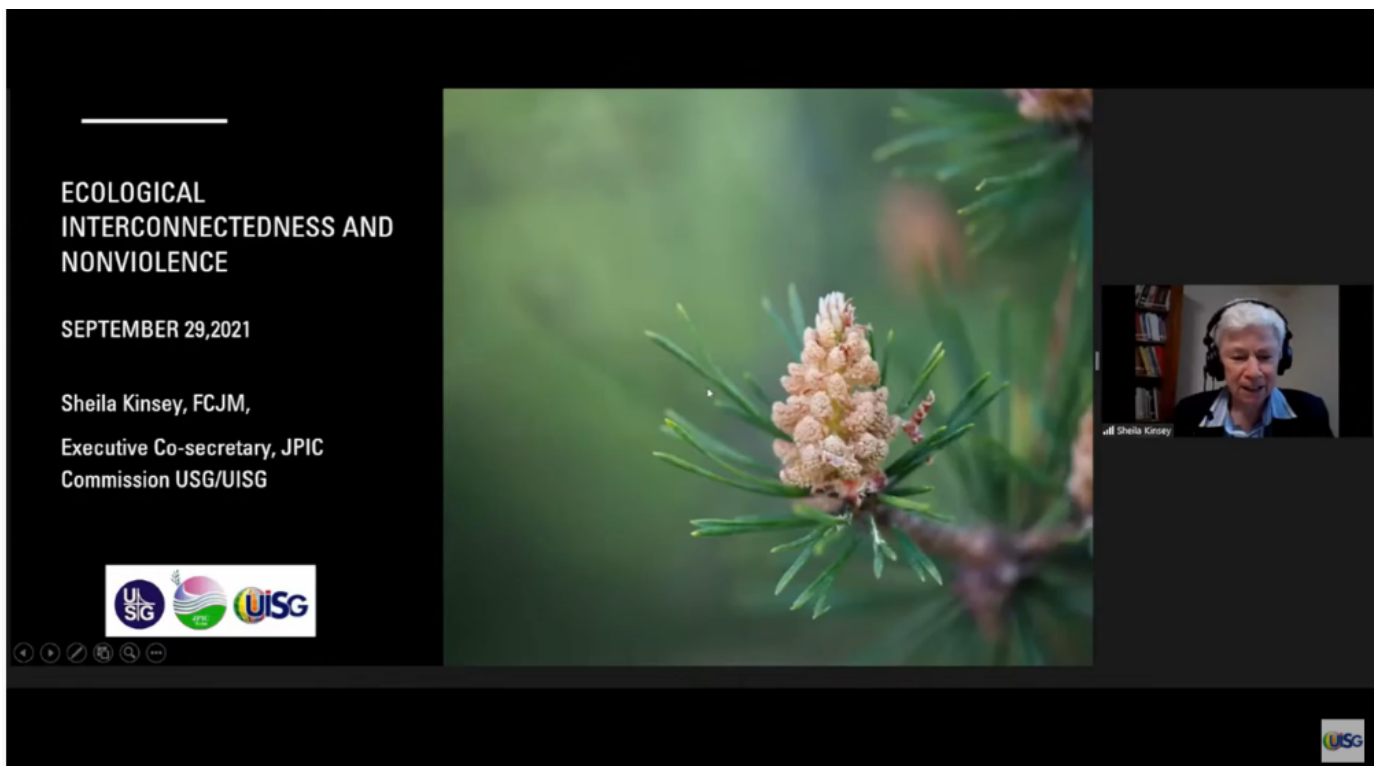 ECOLOGICAL
INTERCONNECTEDNESS AND
NONVIOLENCE
SEPTEMBER 29,2021
Sheila Kinsey, FCJM,
Executive Co-secretary, JPIC
Commission USG/UISG
USG
JPIC
UISG
Sheila Kinsey
UISG